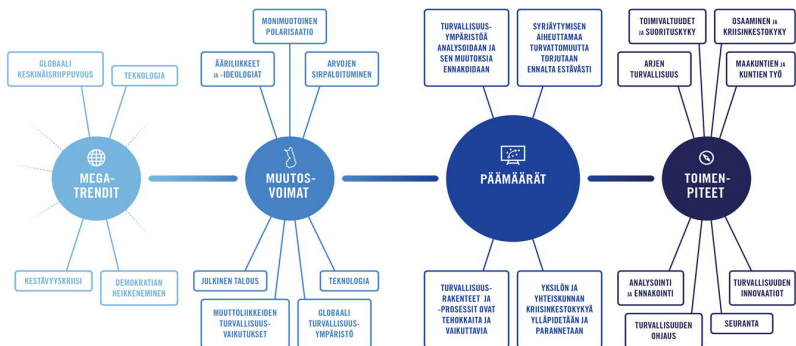 GLOBAALI
KESKINÄISRIIPPUVUUS
TEKNOLOGIA
MEGA-
TRENDIT
KESTÄVYYSKRIISI
DEMOKRATIAN
HEIKKENEMINEN
MONIMUOTOINEN
POLARISAATIO
ÄÄRILIIKKEET
JA -IDEOLOGIAT
ARVOJEN
SIRPALOITUMINEN
MUUTOS-
VOIMAT
JULKINEN TALOUS
TEKNOLOGIA
MUUTTOLIIKKEIDEN
TURVALLISUUS-
VAIKUTUKSET
GLOBAALI
TURVALLISUUS-
YMPÄRISTÖ
TURVALLISUUS-
YMPÄRISTÖÄ
ANALYSOIDAAN JA
SEN MUUTOKSIA
ENNAKOIDAAN
SYRJÄYTYMISEN
AIHEUTTAMAA
TURVATTOMUUTTA
TORJUTAAN
ENNALTA ESTÄVÄSTI
PÄÄMÄÄRÄT
TURVALLISUUS-
RAKENTEET JA
-PROSESSIT OVAT
TEHOKKAITA JA
VAIKUTTAVIA
YKSILÖN JA
YHTEISKUNNAN
KRIISINKESTOKYKYÄ
YLLÄPIDETÄÄN JA
PARANNETAAN
TOIMIVALTUUDET
JA SUORITUSKYKY
OSAAMINEN JA
KRIISINKESTOKYKY
ARJEN
TURVALLISUUS
MAAKUNTIEN JA
KUNTIEN TYÖ
TOIMEN-
PITEET
ANALYSOINTI
JA ENNAKOINTI
TURVALLISUUDEN
INNOVAATIOT
TURVALLISUUDEN
OHJAUS
SEURANTA